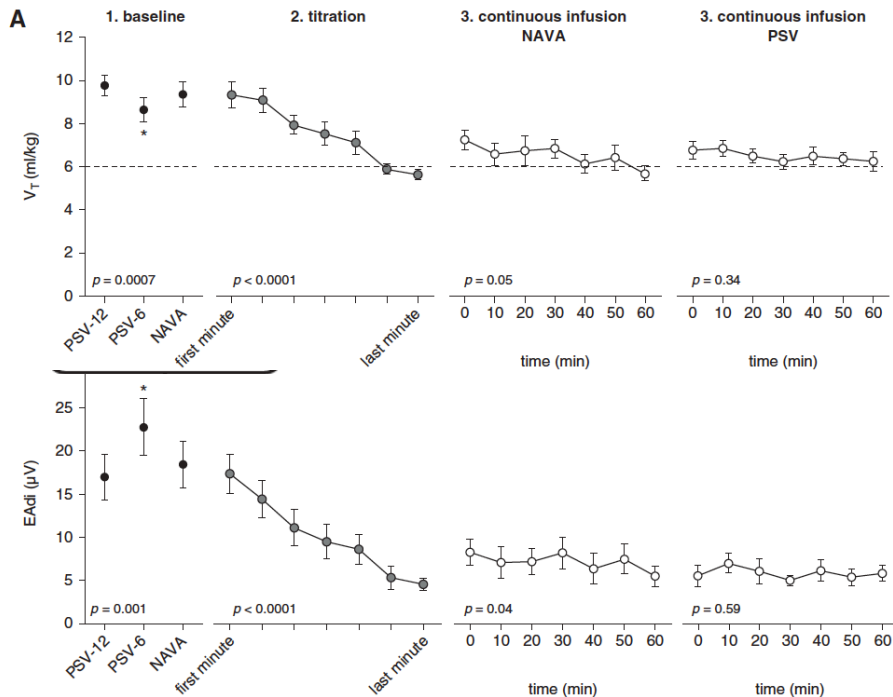 A
1. baseline
2. titration
3. continuous infusion
NAVA
3. continuous infusion
PSV
12
10
8
6
4
2
0
V_T (ml/kg)
*
p = 0.0007
p < 0.0001
p = 0.05
p = 0.34
PSV-12
PSV-6
NAVA
first minute
last minute
0 10 20 30 40 50 60
0 10 20 30 40 50 60
time (min)
time (min)
25
20
15
10
5
0
EAdi (µV)
*
p = 0.001
p < 0.0001
p = 0.04
p = 0.59
PSV-12
PSV-6
NAVA
first minute
last minute
0 10 20 30 40 50 60
0 10 20 30 40 50 60
time (min)
time (min)